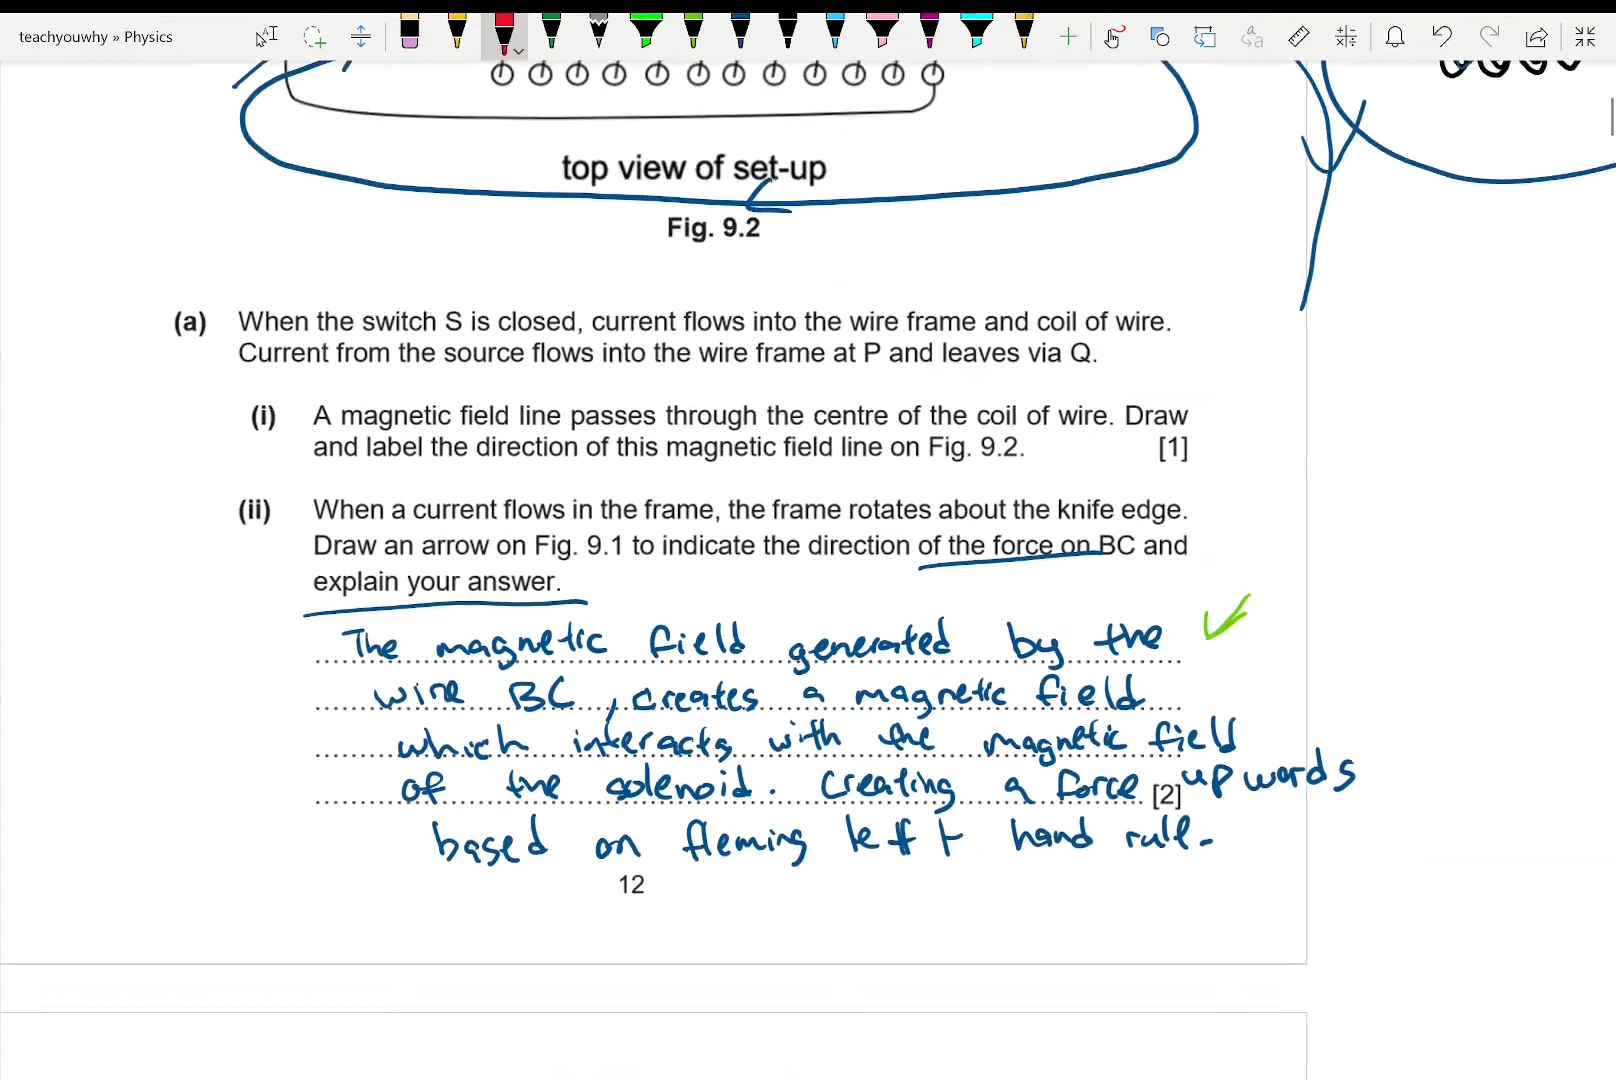 teachyouwhy » Physics
top view of set-up
Fig. 9.2
(a) When the switch S is closed, current flows into the wire frame and coil of wire.
Current from the source flows into the wire frame at P and leaves via Q.
(i) A magnetic field line passes through the centre of the coil of wire. Draw
and label the direction of this magnetic field line on Fig. 9.2. [1]
(ii) When a current flows in the frame, the frame rotates about the knife edge.
Draw an arrow on Fig. 9.1 to indicate the direction of the force on BC and
explain your answer.
The magnetic field generated by the
wire BC, creates a magnetic field
which interacts with the magnetic field
of the solenoid. Creating a force [2] upwards
based on fleming left hand rule.
12